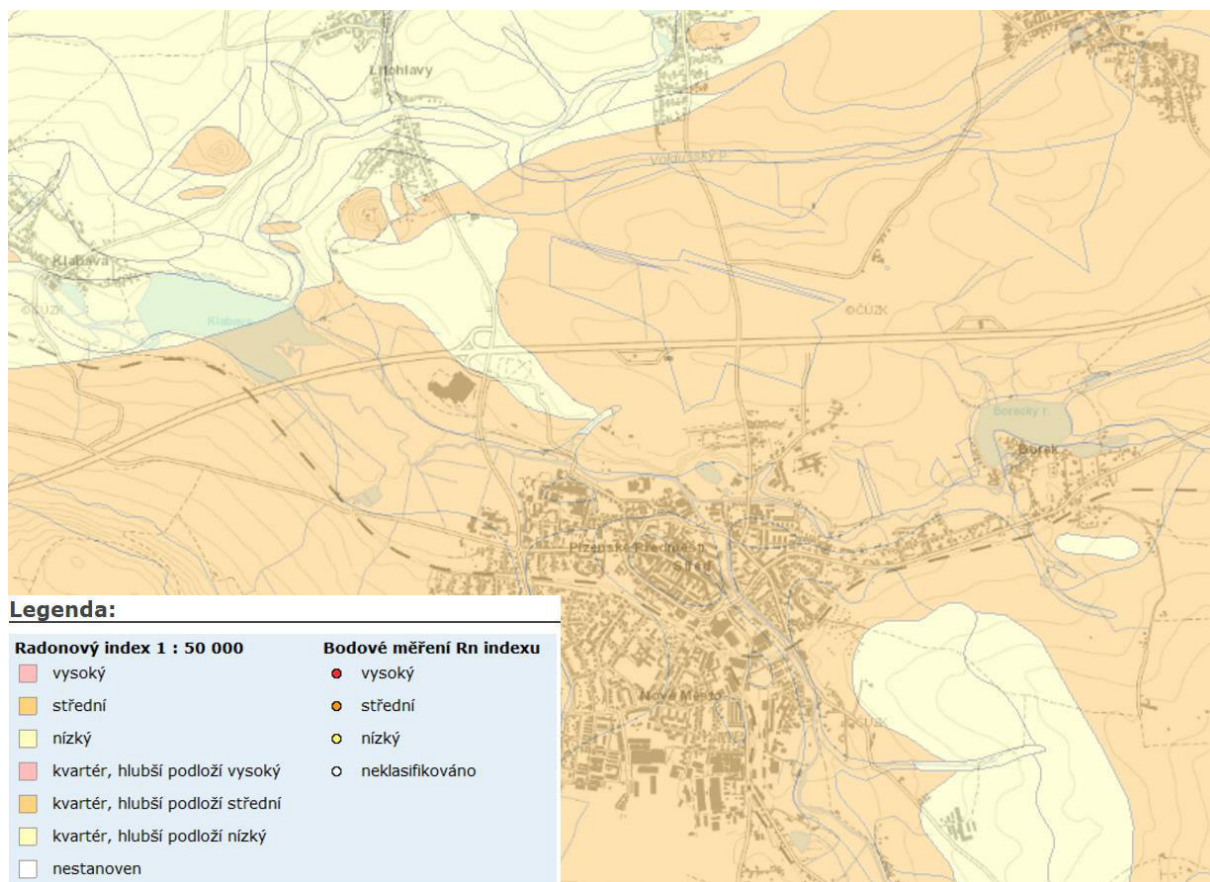 Litohlavy
Voldušský p.
Klabava
©ČÚZK
Klabava
©ČÚZK
Borecký r.
Borek
Plzeňské Předměstí
Střed
Nové Město
©ČÚZK
Legenda:
Radonový index 1 : 50 000
vysoký
střední
nízký
kvartér, hlubší podloží vysoký
kvartér, hlubší podloží střední
kvartér, hlubší podloží nízký
nestanoven
Bodové měření Rn indexu
vysoký
střední
nízký
neklasifikováno